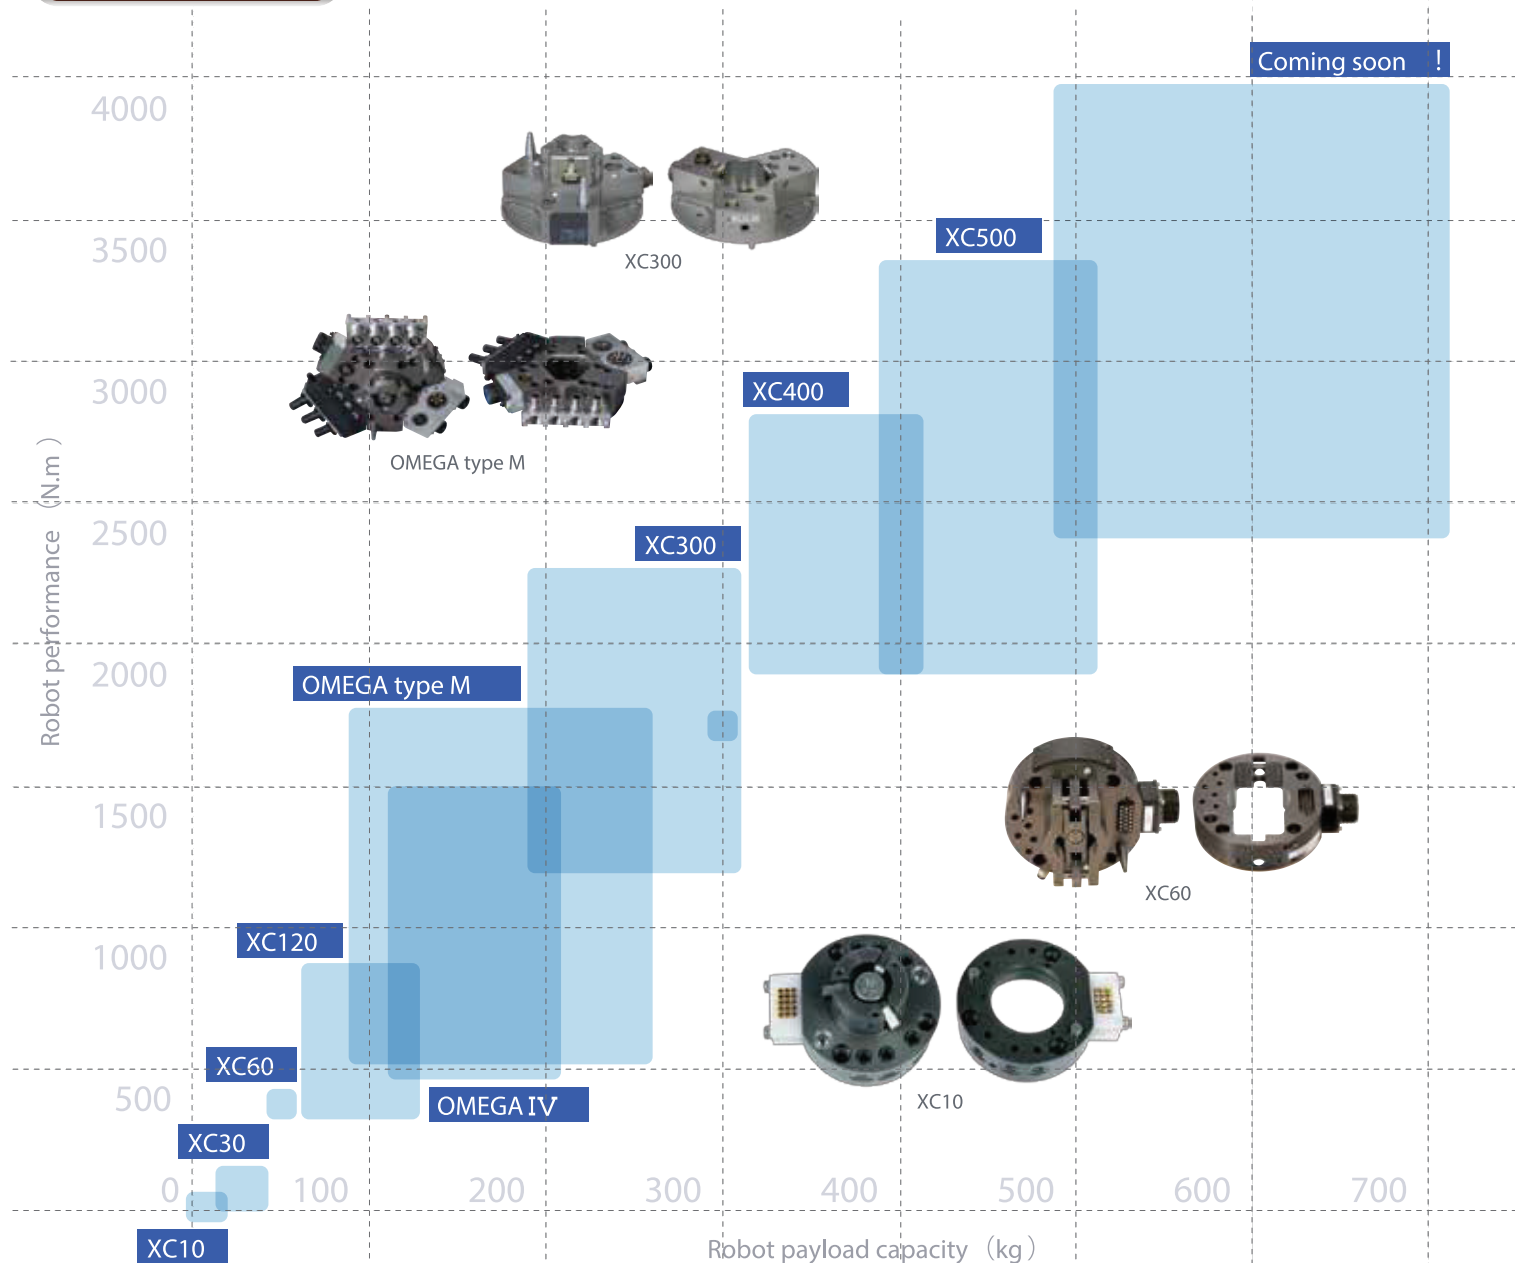 Coming soon !
4000
XC500
3500
XC300
XC400
3000
OMEGA type M
Robot performance （N.m ）
XC300
2500
OMEGA type M
2000
1500
XC60
XC120
1000
XC60
500
OMEGA Ⅳ
XC10
XC30
0 100 200 300 400 500 600 700
XC10
Robot payload capacity （kg ）